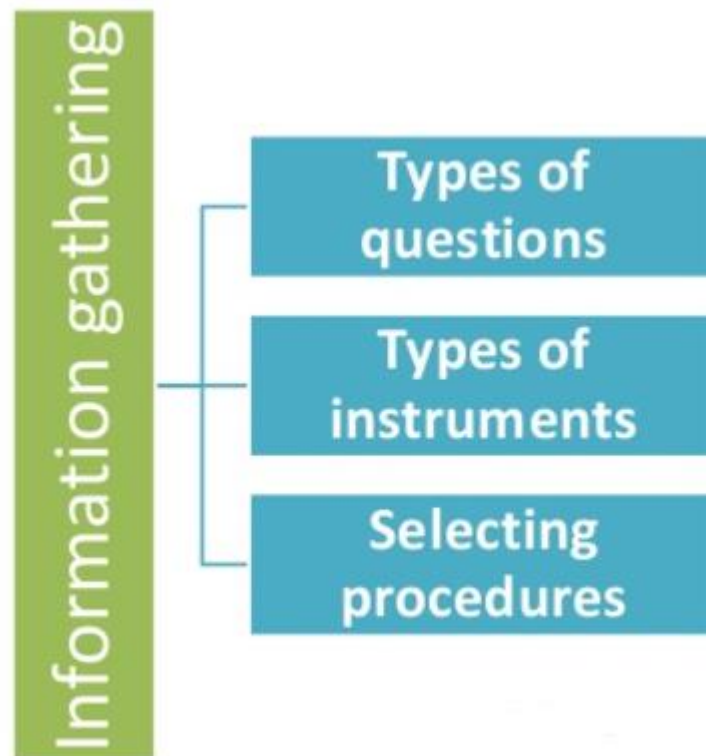 Information gathering
Types of
questions
Types of
instruments
Selecting
procedures